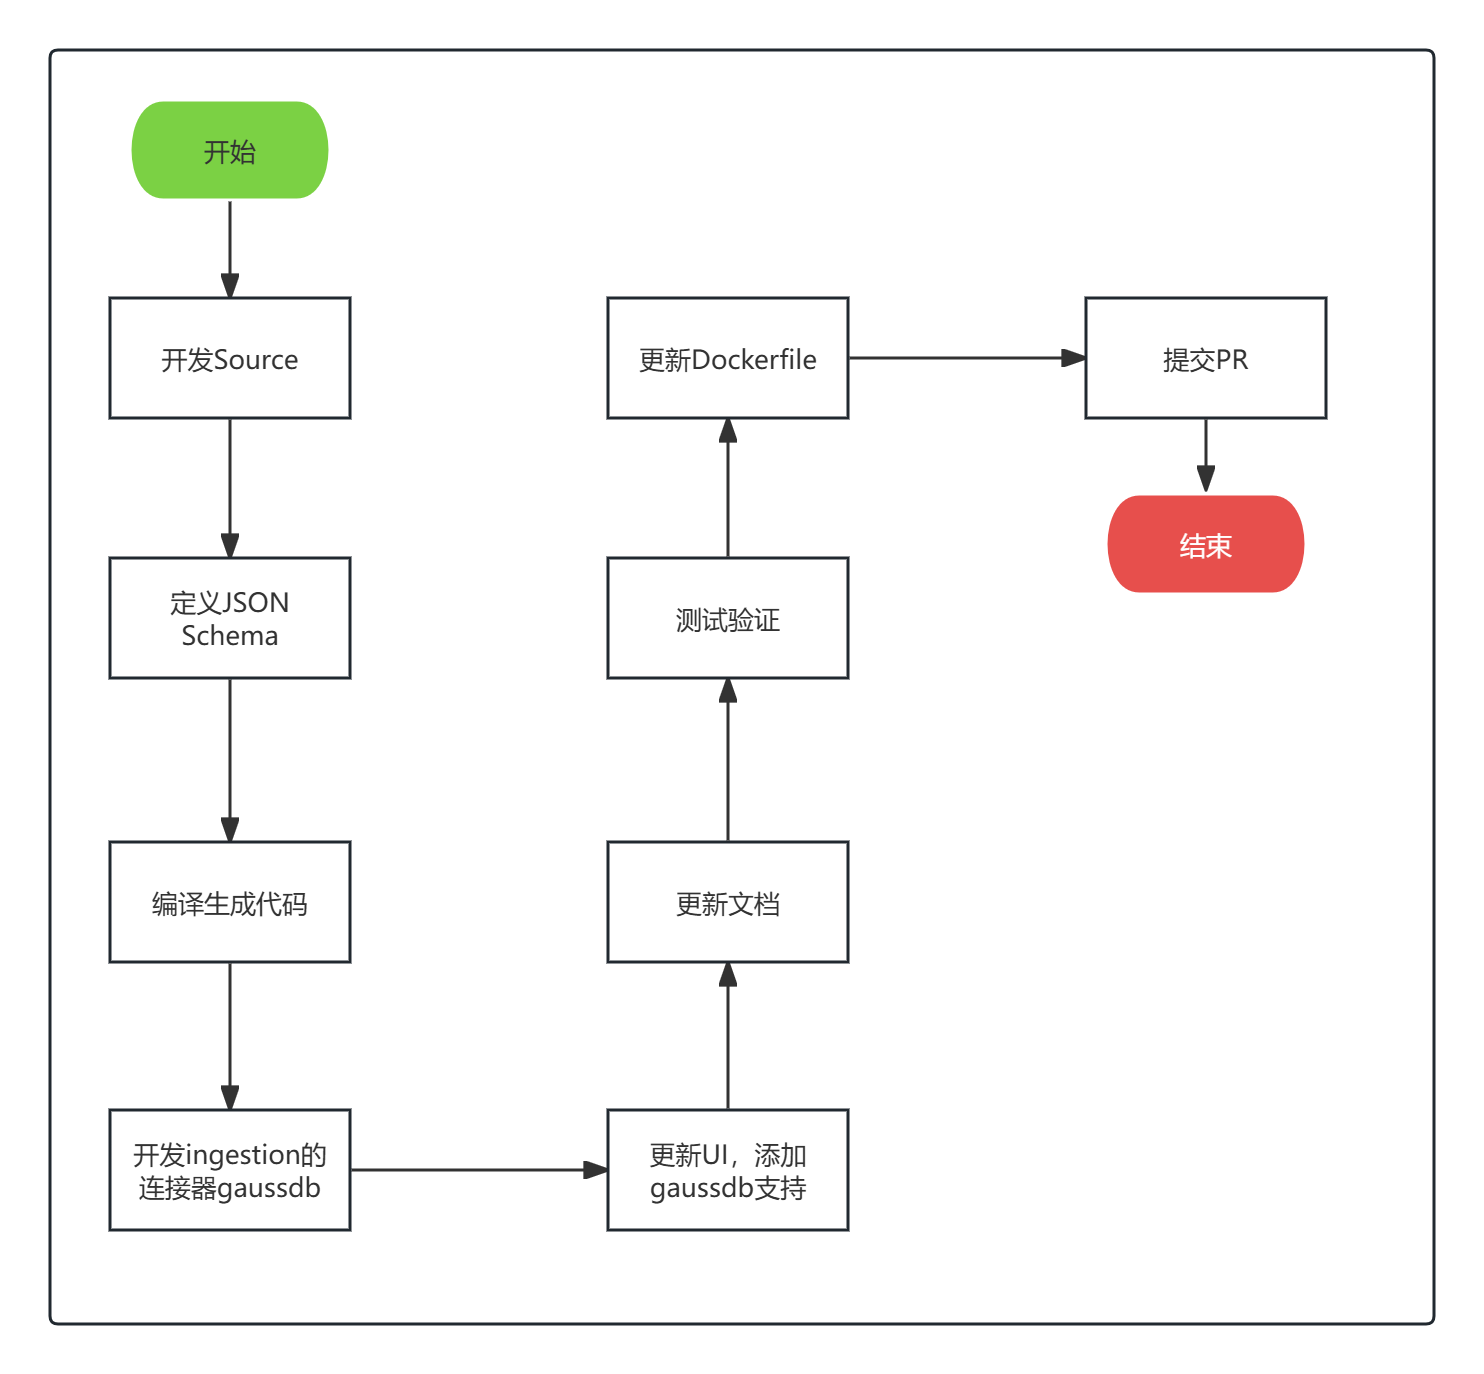 开始
开发Source
定义JSON
Schema
编译生成代码
开发ingestion的
连接器gaussdb
更新UI，添加
gaussdb支持
更新文档
测试验证
更新Dockerfile
提交PR
结束